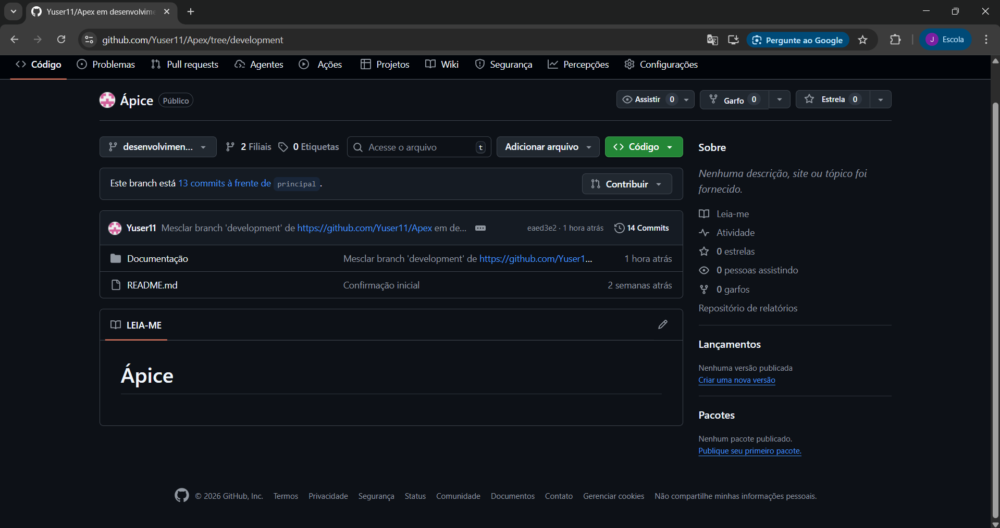 Yuser11/Apex em desenvolvime
github.com/Yuser11/Apex/tree/development
Pergunte ao Google
J
Escola
Código
Problemas
Pull requests
Agentes
Ações
Projetos
Wiki
Segurança
Percepções
Configurações
Ápice
Público
Assistir 0
Garfo 0
Estrela 0
desenvolvimen...
2 Filiais
0 Etiquetas
Acesse o arquivo
t
Adicionar arquivo
Código
Este branch está 13 commits à frente de principal .
Contribuir
Yuser11 Mesclar branch 'development' de https://github.com/Yuser11/Apex em de...
eaed3e2 · 1 hora atrás
14 Commits
Documentação
Mesclar branch 'development' de https://github.com/Yuser1...
1 hora atrás
README.md
Confirmação inicial
2 semanas atrás
LEIA-ME
Ápice
Sobre
Nenhuma descrição, site ou tópico foi
fornecido.
Leia-me
Atividade
0 estrelas
0 pessoas assistindo
0 garfos
Repositório de relatórios
Lançamentos
Nenhuma versão publicada
Criar uma nova versão
Pacotes
Nenhum pacote publicado.
Publique seu primeiro pacote.
© 2026 GitHub, Inc.
Termos
Privacidade
Segurança
Status
Comunidade
Documentos
Contato
Gerenciar cookies
Não compartilhe minhas informações pessoais.